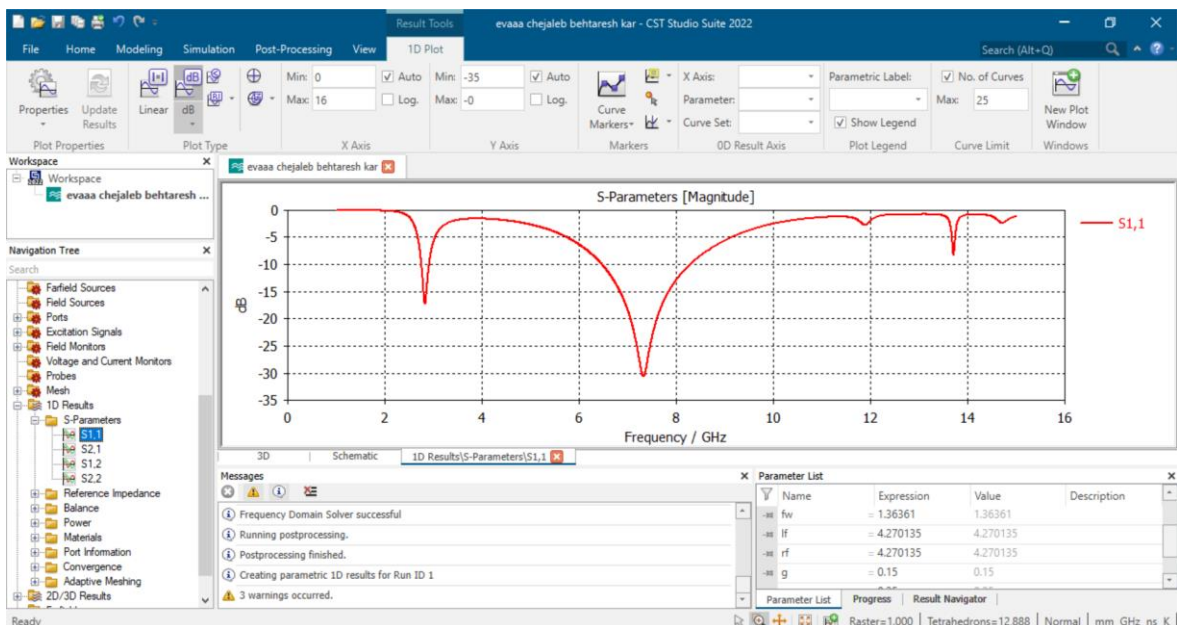 Result Tools
evaaa chejaleb behtaresh kar - CST Studio Suite 2022
File Home Modeling Simulation Post-Processing View 1D Plot
Search (Alt+Q)
Properties
Update Results
Plot Properties
Linear
dB
Plot Type
Min: 0 Auto
Max: 16 Log.
X Axis
Min: -35 Auto
Max: -0 Log.
Y Axis
Curve Markers
Markers
X Axis:
Parameter:
Curve Set:
0D Result Axis
Parametric Label:
Show Legend
Plot Legend
No. of Curves
Max: 25
Curve Limit
New Plot Window
Windows
Workspace
Workspace
evaaa chejaleb behtaresh ...
Navigation Tree
Search
Farfield Sources
Field Sources
Ports
Excitation Signals
Field Monitors
Voltage and Current Monitors
Probes
Mesh
1D Results
S-Parameters
S1,1
S2,1
S1,2
S2,2
Reference Impedance
Balance
Power
Materials
Port Information
Convergence
Adaptive Meshing
2D/3D Results
evaaa chejaleb behtaresh kar
S-Parameters [Magnitude]
0
-5
-10
-15
-20
-25
-30
-35
dB
0 2 4 6 8 10 12 14 16
Frequency / GHz
S1,1
3D Schematic 1D Results\S-Parameters\S1,1
Messages
Frequency Domain Solver successful
Running postprocessing.
Postprocessing finished.
Creating parametric 1D results for Run ID 1
3 warnings occurred.
Parameter List
Name Expression Value Description
fw = 1.36361 1.36361
lf = 4.270135 4.270135
rf = 4.270135 4.270135
g = 0.15 0.15
Parameter List Progress Result Navigator
Ready
Raster=1.000 Tetrahedrons=12.888 Normal mm GHz ns K